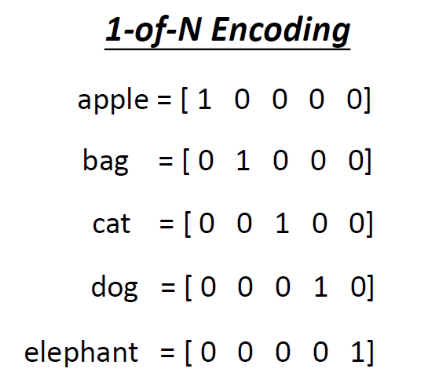 1-of-N Encoding
apple = [ 1 0 0 0 0]
bag = [ 0 1 0 0 0]
cat = [ 0 0 1 0 0]
dog = [ 0 0 0 1 0]
elephant = [ 0 0 0 0 1]